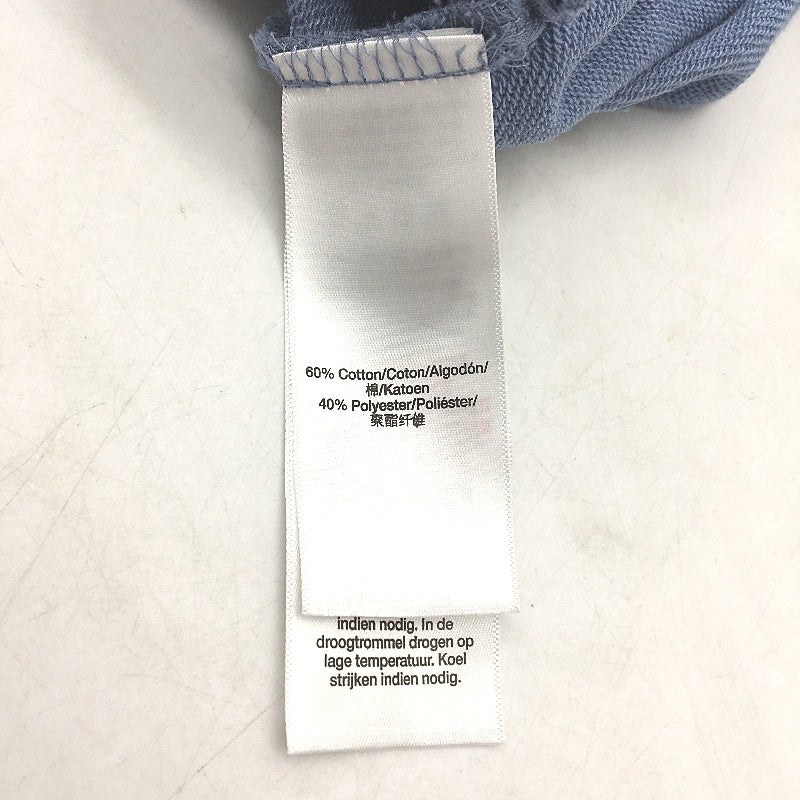 60% Cotton/Coton/Algodón/
棉/Katoen
40% Polyester/Poliéster/
聚酯纤维
indien nodig. In de
droogtrommel drogen op
lage temperatuur. Koel
strijken indien nodig.